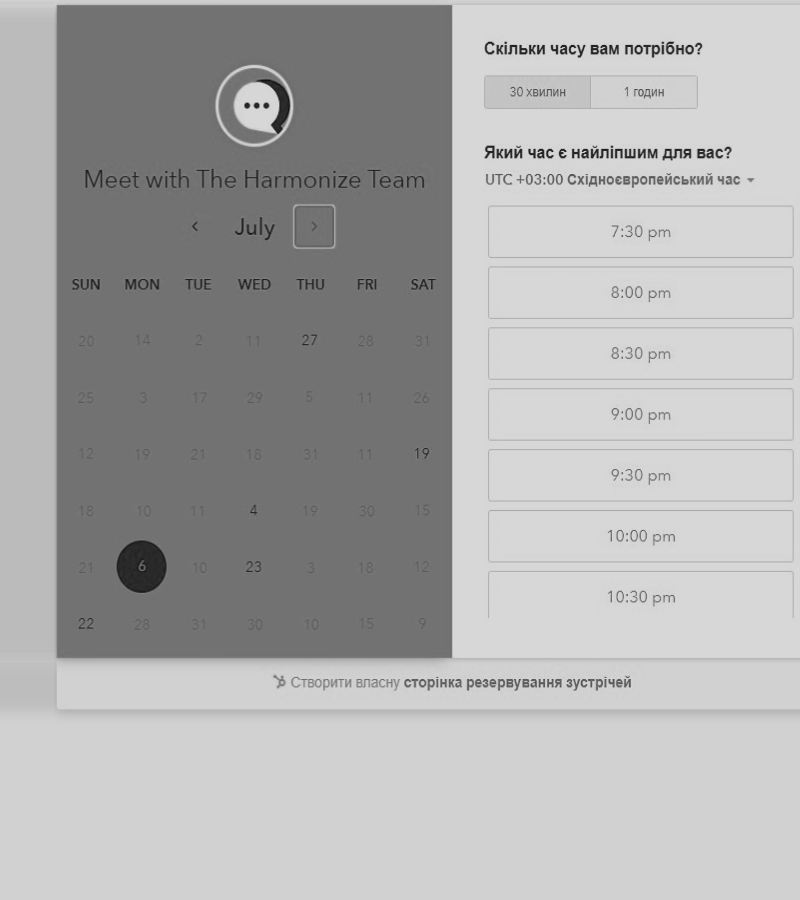 Meet with The Harmonize Team
July
SUN MON TUE WED THU FRI SAT
20 14 2 11 27 28 31
25 3 17 29 5 11 26
12 19 21 18 31 11 19
18 10 11 4 19 30 15
21 6 10 23 3 18 12
22 28 31 30 10 15 9
Скільки часу вам потрібно?
30 хвилин 1 годин
Який час є найліпшим для вас?
UTC +03:00 Східноєвропейський час
7:30 pm
8:00 pm
8:30 pm
9:00 pm
9:30 pm
10:00 pm
10:30 pm
Створити власну сторінка резервування зустрічей